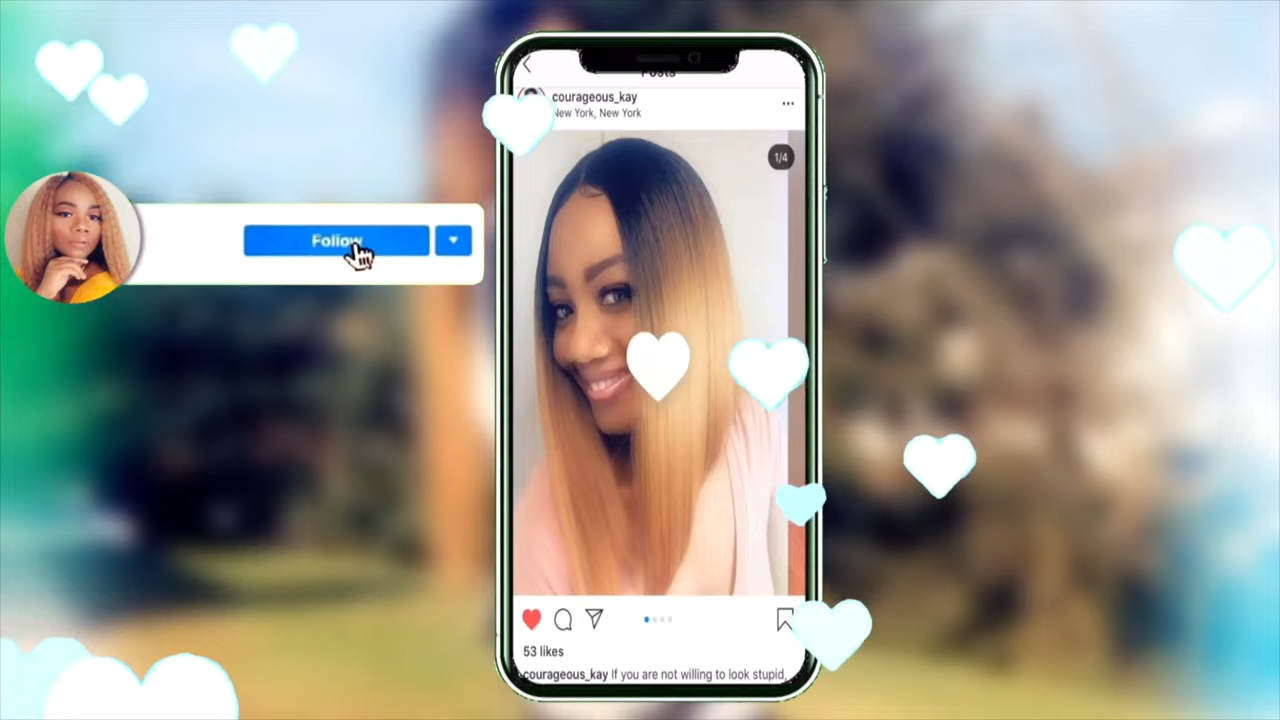 Posts
courageous_kay
New York, New York
1/4
Follow
53 likes
courageous_kay If you are not willing to look stupid,